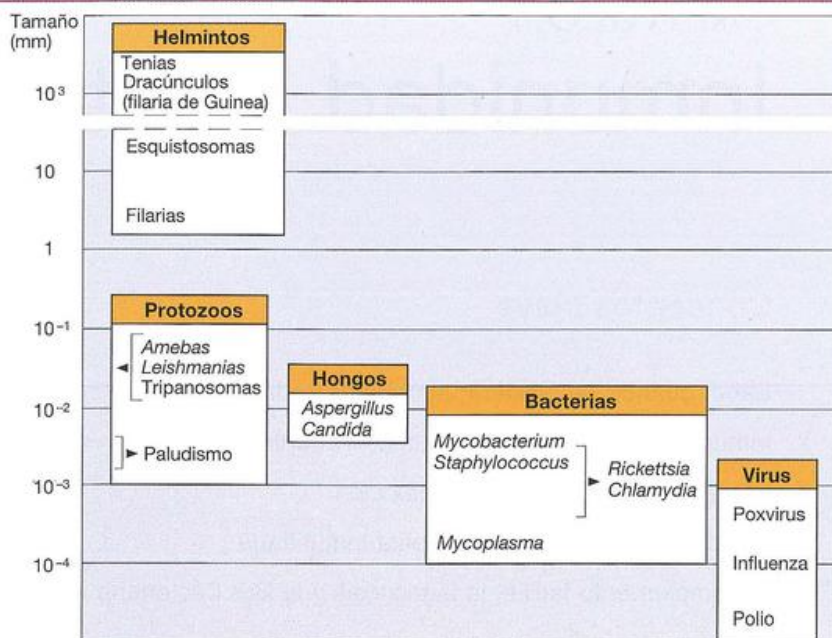 Tamaño
(mm)
10³
10
1
10⁻¹
10⁻²
10⁻³
10⁻⁴
Helmintos
Tenias
Dracúnculos
(filaria de Guinea)
Esquistosomas
Filarias
Protozoos
Amebas
Leishmanias
Tripanosomas
Paludismo
Hongos
Aspergillus
Candida
Bacterias
Mycobacterium
Staphylococcus
Rickettsia
Chlamydia
Mycoplasma
Virus
Poxvirus
Influenza
Polio